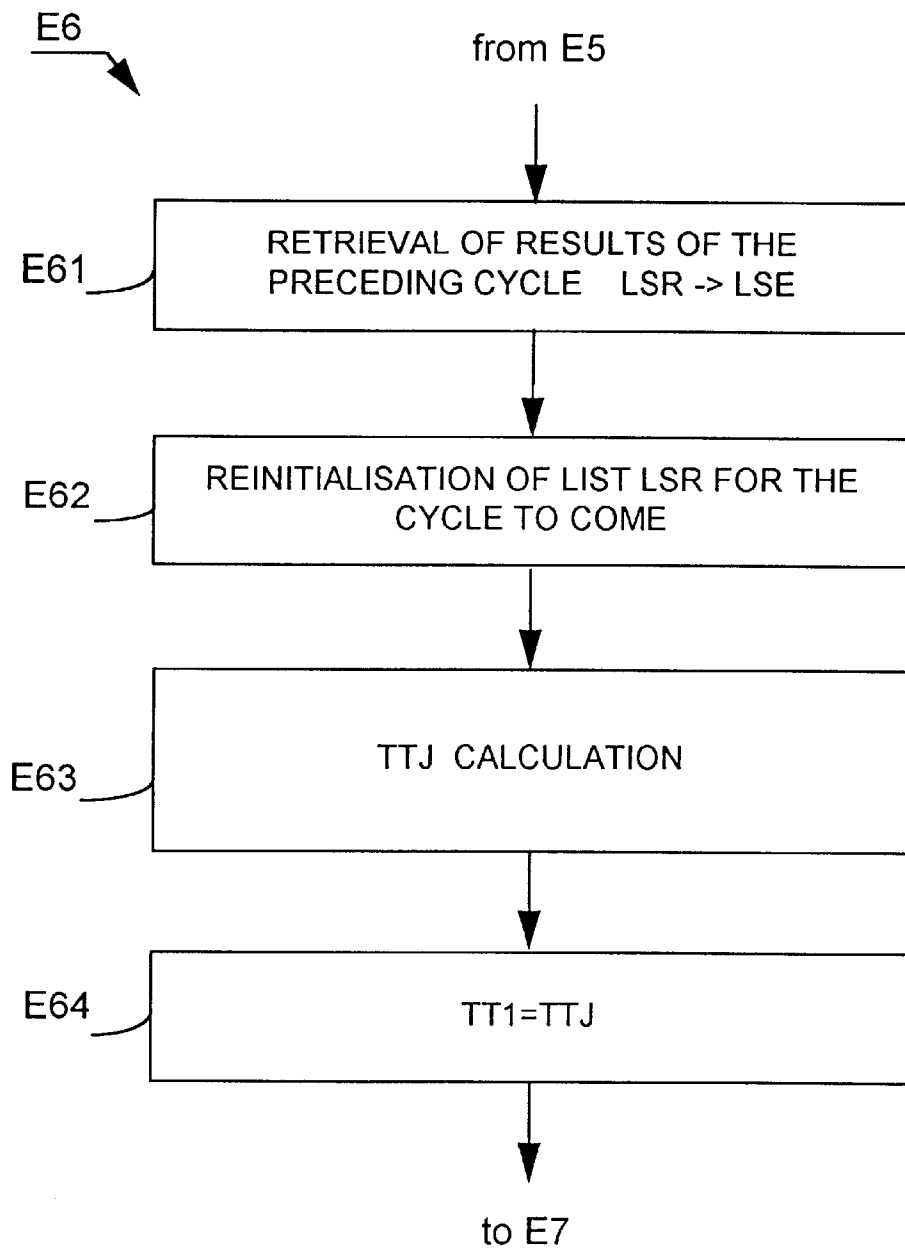 E6
from E5
RETRIEVAL OF RESULTS OF THE
E61
PRECEDING CYCLE LSR -> LSE
REINITIALISATION OF LIST LSR FOR THE
E62
CYCLE TO COME
E63
TTJ CALCULATION
E64
TT1=TTJ
to E7